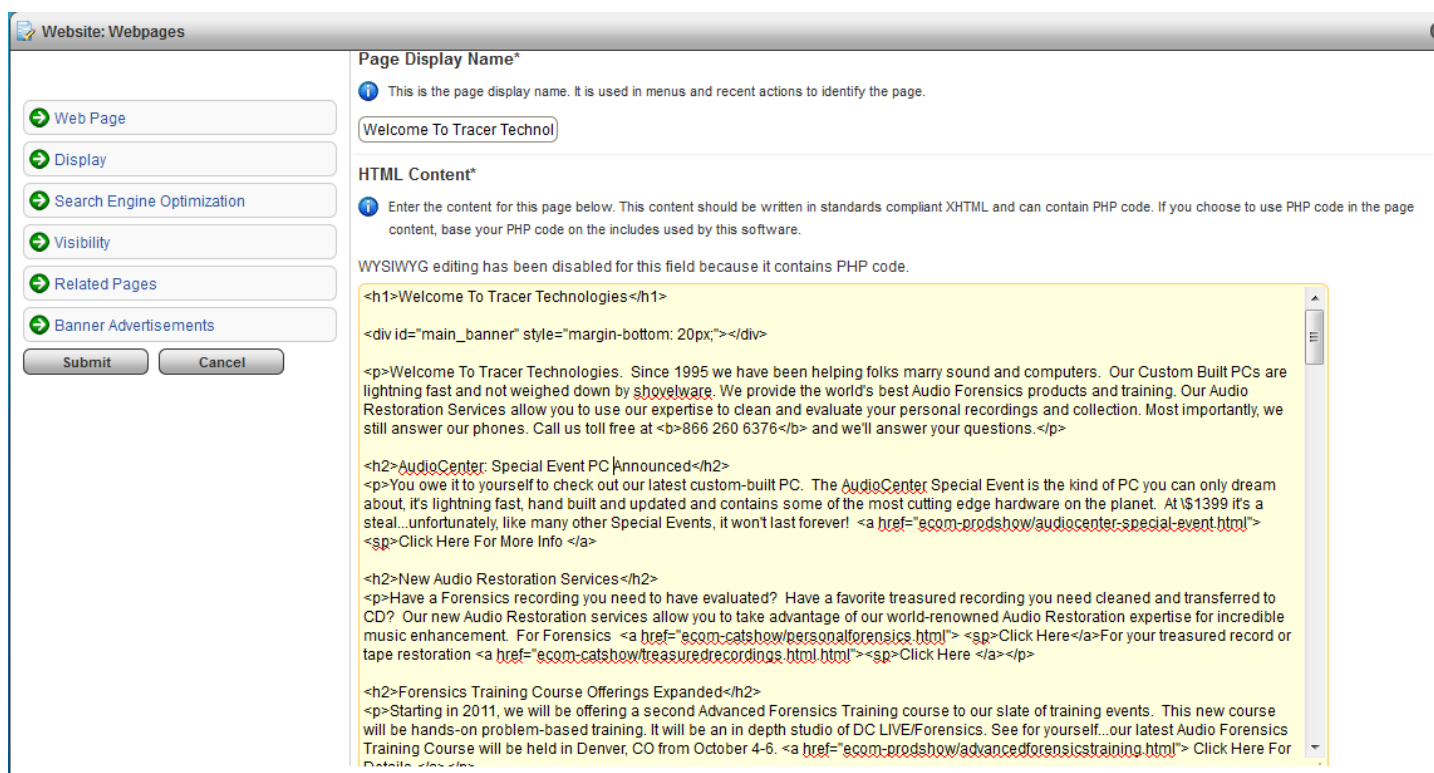 Website: Webpages
Page Display Name*
This is the page display name. It is used in menus and recent actions to identify the page.
Welcome To Tracer Technol
Web Page
Display
Search Engine Optimization
Visibility
Related Pages
Banner Advertisements
Submit
Cancel
HTML Content*
Enter the content for this page below. This content should be written in standards compliant XHTML and can contain PHP code. If you choose to use PHP code in the page
content, base your PHP code on the includes used by this software.
WYSIWYG editing has been disabled for this field because it contains PHP code.
<h1>Welcome To Tracer Technologies</h1>
<div id="main_banner" style="margin-bottom: 20px;"></div>
<p>Welcome To Tracer Technologies.  Since 1995 we have been helping folks marry sound and computers.  Our Custom Built PCs are
lightning fast and not weighed down by shovelware. We provide the world's best Audio Forensics products and training. Our Audio
Restoration Services allow you to use our expertise to clean and evaluate your personal recordings and collection. Most importantly, we
still answer our phones. Call us toll free at <b>866 260 6376</b> and we'll answer your questions.</p>
<h2>AudioCenter: Special Event PC Announced</h2>
<p>You owe it to yourself to check out our latest custom-built PC.  The AudioCenter Special Event is the kind of PC you can only dream
about, it's lightning fast, hand built and updated and contains some of the most cutting edge hardware on the planet.  At \$1399 it's a
steal...unfortunately, like many other Special Events, it won't last forever!  <a href="ecom-prodshow/audiocenter-special-event.html">
<sp>Click Here For More Info </a>
<h2>New Audio Restoration Services</h2>
<p>Have a Forensics recording you need to have evaluated?  Have a favorite treasured recording you need cleaned and transferred to
CD?  Our new Audio Restoration services allow you to take advantage of our world-renowned Audio Restoration expertise for incredible
music enhancement.  For Forensics  <a href="ecom-catshow/personalforensics.html"> <sp>Click Here</a>For your treasured record or
tape restoration <a href="ecom-catshow/treasuredrecordings.html.html"><sp>Click Here </a></p>
<h2>Forensics Training Course Offerings Expanded</h2>
<p>Starting in 2011, we will be offering a second Advanced Forensics Training course to our slate of training events.  This new course
will be hands-on problem-based training. It will be an in depth studio of DC LIVE/Forensics. See for yourself...our latest Audio Forensics
Training Course will be held in Denver, CO from October 4-6. <a href="ecom-prodshow/advancedforensicstraining.html"> Click Here For
Details </a></p>